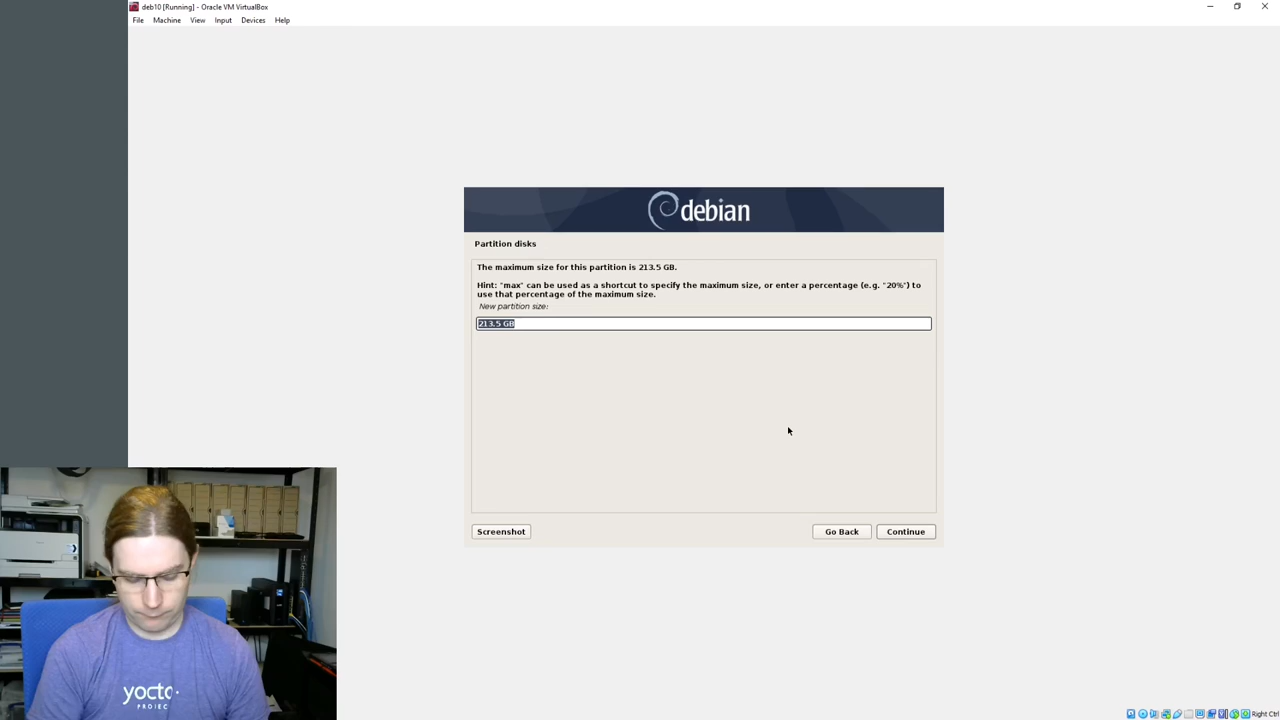 deb10 [Running] - Oracle VM VirtualBox
File Machine View Input Devices Help
debian
Partition disks
The maximum size for this partition is 213.5 GB.
Hint: "max" can be used as a shortcut to specify the maximum size, or enter a percentage (e.g. "20%") to
use that percentage of the maximum size.
New partition size:
213.5 GB
Screenshot
Go Back
Continue
yocto
PROJEC
Right Ctrl